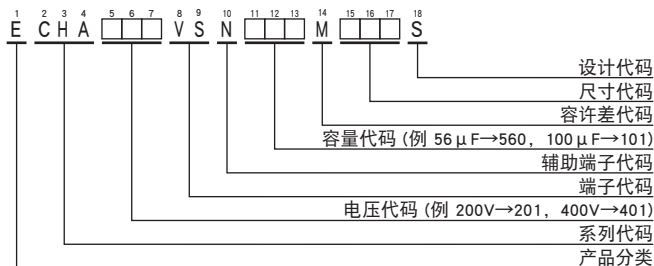 1 2 3 4 5 6 7 8 9 10 11 12 13 14 15 16 17 18
E C H A □□□ V S N □□□ M □□□ S
设计代码
尺寸代码
容许差代码
容量代码 (例 56μF→560, 100μF→101)
辅助端子代码
端子代码
电压代码 (例 200V→201, 400V→401)
系列代码
产品分类